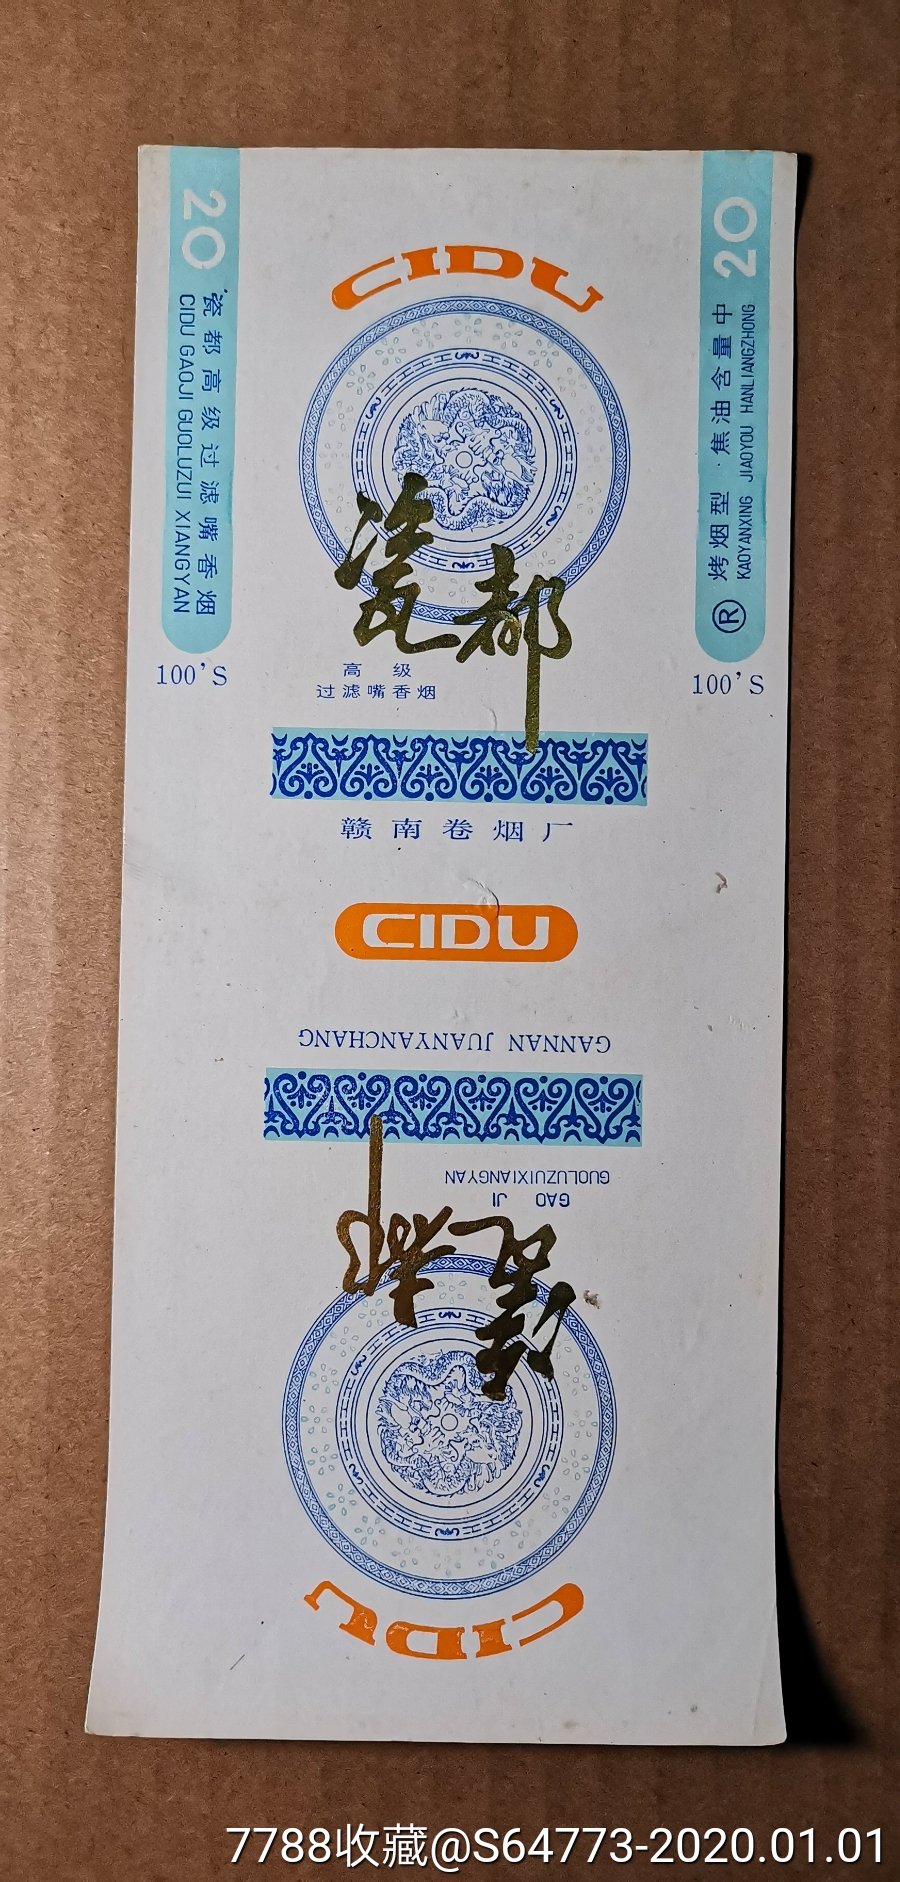 CIDU
瓷都
高级
过滤嘴香烟
赣南卷烟厂
20
瓷都高级过滤嘴香烟
CIDU GAOJI GUOLUZUI XIANGYAN
100'S
20
烤烟型·焦油含量中
KAOYANXING JIAOYOU HANLIANGZHONG
®
100'S
CIDU
GANNAN JUANYANCHANG
GAO JI
GUOLUZUIXIANGYAN
瓷都
CIDU
7788收藏@S64773-2020.01.01